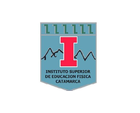 I
INSTITUTO SUPERIOR
DE EDUCACION FISICA
CATAMARCA